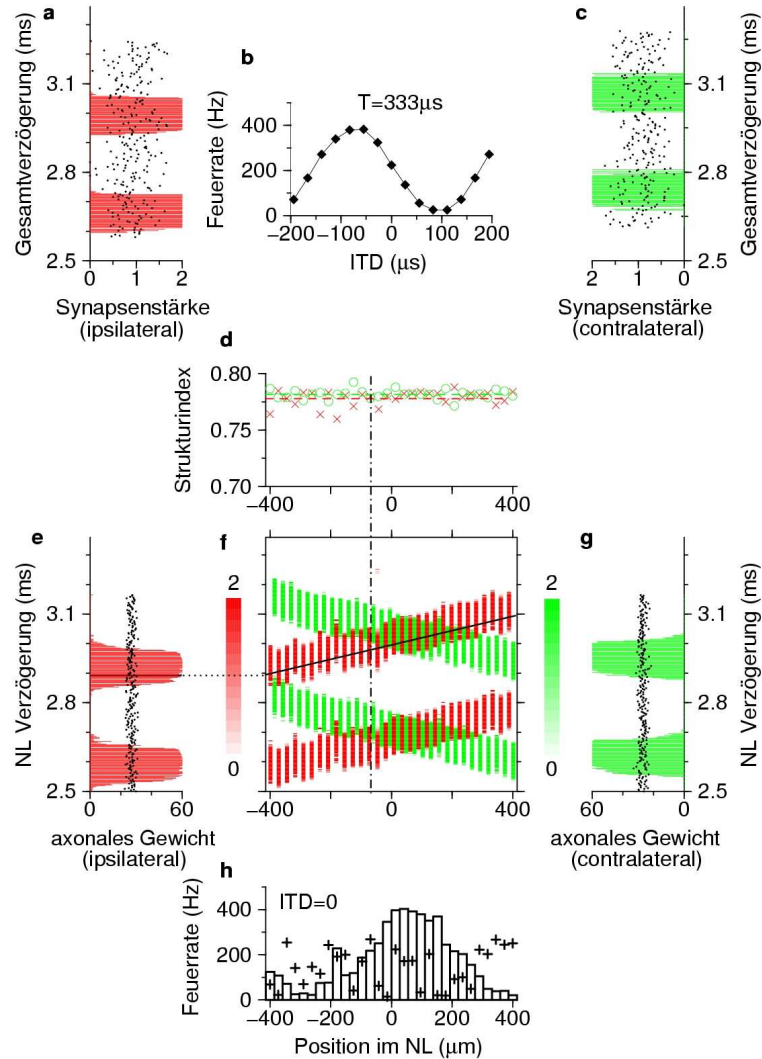 a
Gesamtverzögerung (ms)
3.1
2.8
2.5
0 1 2
Synapsenstärke
(ipsilateral)
b
T=333µs
Feuerrate (Hz)
400
200
0
−200 −100 0 100 200
ITD (µs)
c
Gesamtverzögerung (ms)
3.1
2.8
2.5
2 1 0
Synapsenstärke
(contralateral)
d
Strukturindex
0.80
0.75
0.70
−400 −200 0 200 400
e
NL Verzögerung (ms)
3.1
2.8
2.5
0 60
axonales Gewicht
(ipsilateral)
f
2
0
−400 −200 0 200 400
2
0
g
NL Verzögerung (ms)
3.1
2.8
2.5
60 0
axonales Gewicht
(contralateral)
h
ITD=0
Feuerrate (Hz)
400
200
0
−400 −200 0 200 400
Position im NL (µm)